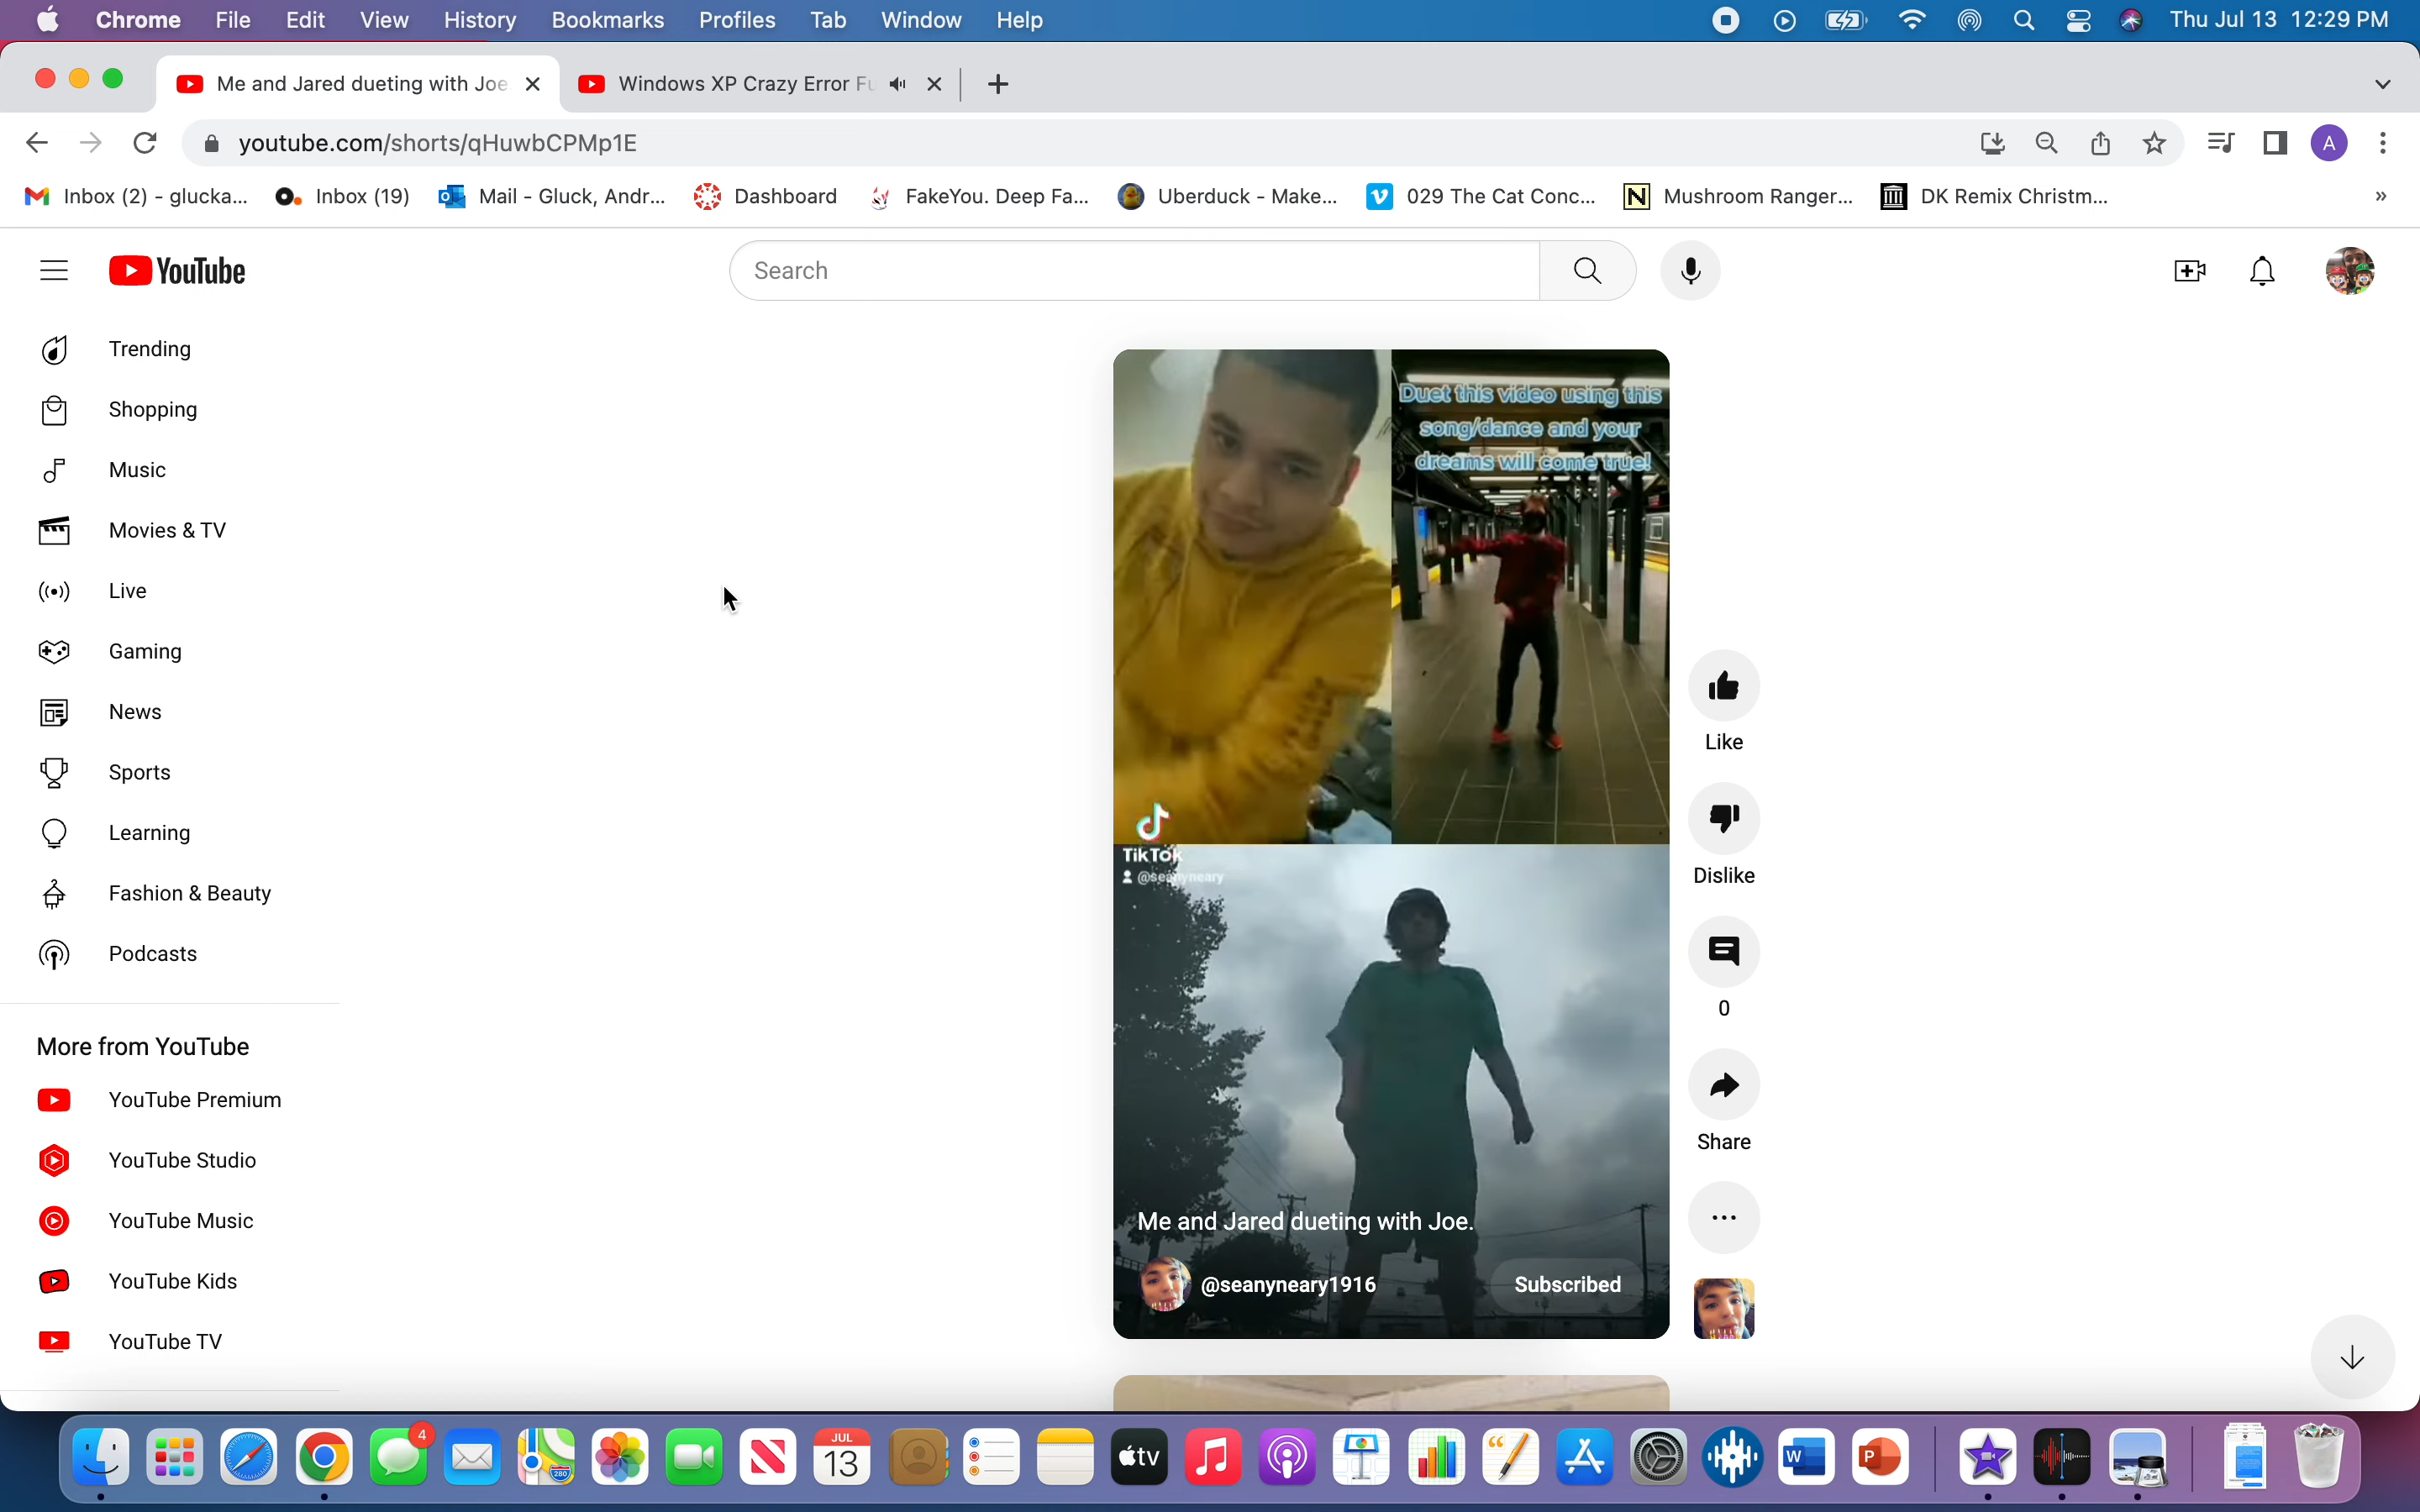 Chrome File Edit View History Bookmarks Profiles Tab Window Help Thu Jul 13 12:29 PM
Me and Jared dueting with Joe Windows XP Crazy Error Fu
youtube.com/shorts/qHuwbCPMp1E A
Inbox (2) - glucka... Inbox (19) Mail - Gluck, Andr... Dashboard FakeYou. Deep Fa... Uberduck - Make... 029 The Cat Conc... Mushroom Ranger... DK Remix Christm... »
YouTube Search
Trending
Shopping
Music
Movies & TV
Live
Gaming
News
Sports
Learning
Fashion & Beauty
Podcasts
More from YouTube
YouTube Premium
YouTube Studio
YouTube Music
YouTube Kids
YouTube TV
Duet this video using this
song/dance and your
dreams will come true!
TikTok
@seanyneary
Me and Jared dueting with Joe.
@seanyneary1916 Subscribed
Like
Dislike
0
Share
4
280
JUL
13
tv
W
P